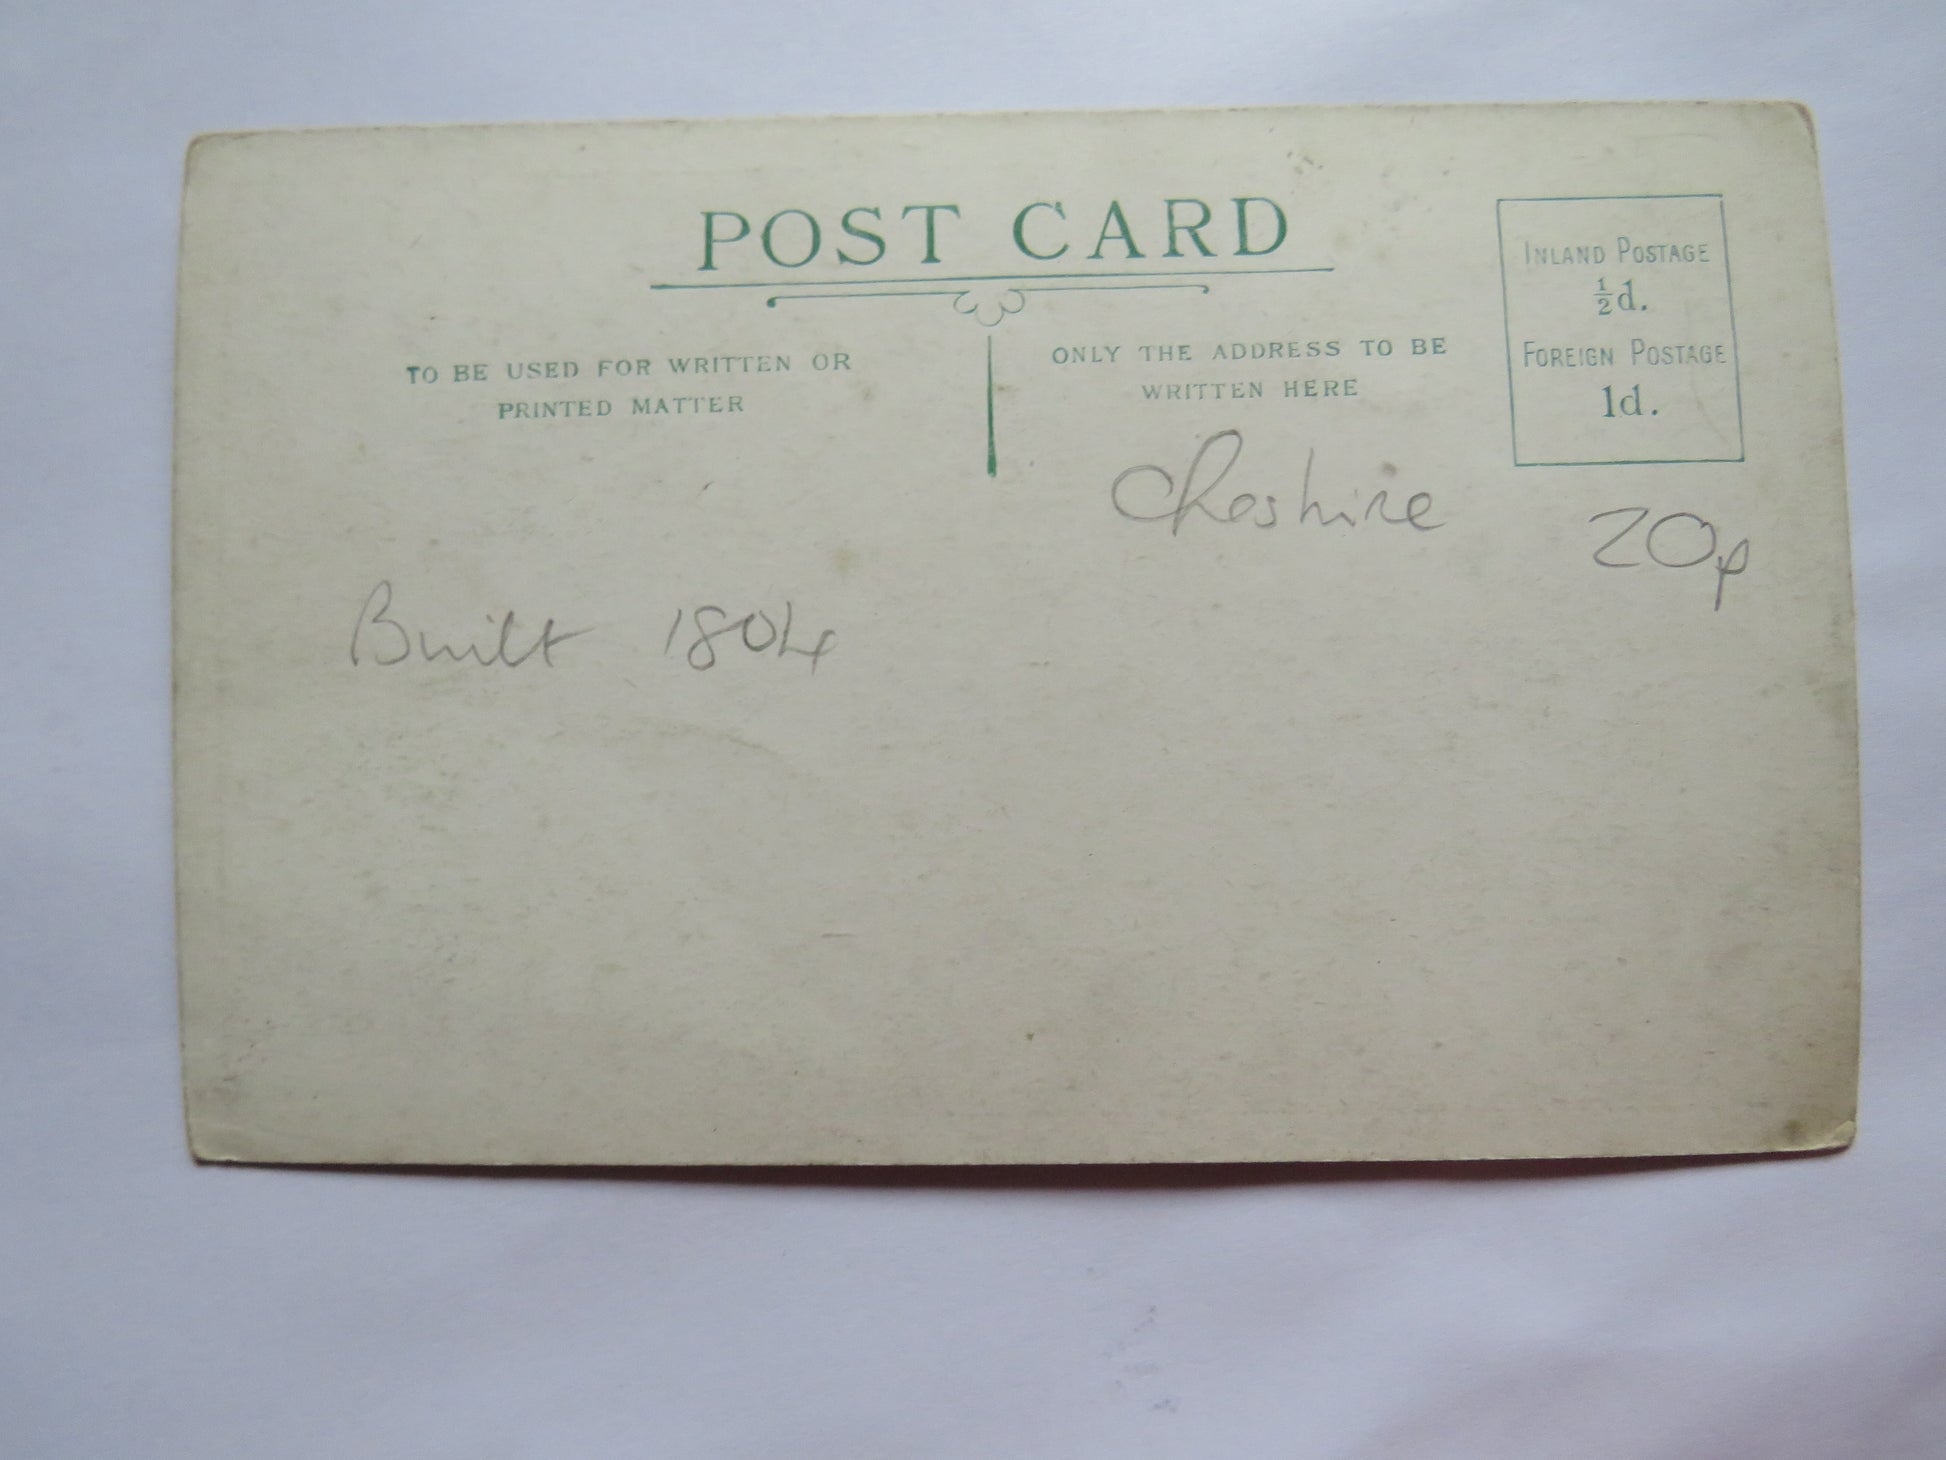 POST CARD
TO BE USED FOR WRITTEN OR
PRINTED MATTER
ONLY THE ADDRESS TO BE
WRITTEN HERE
INLAND POSTAGE
½d.
FOREIGN POSTAGE
1d.
Cheshire
20p
Built 1804